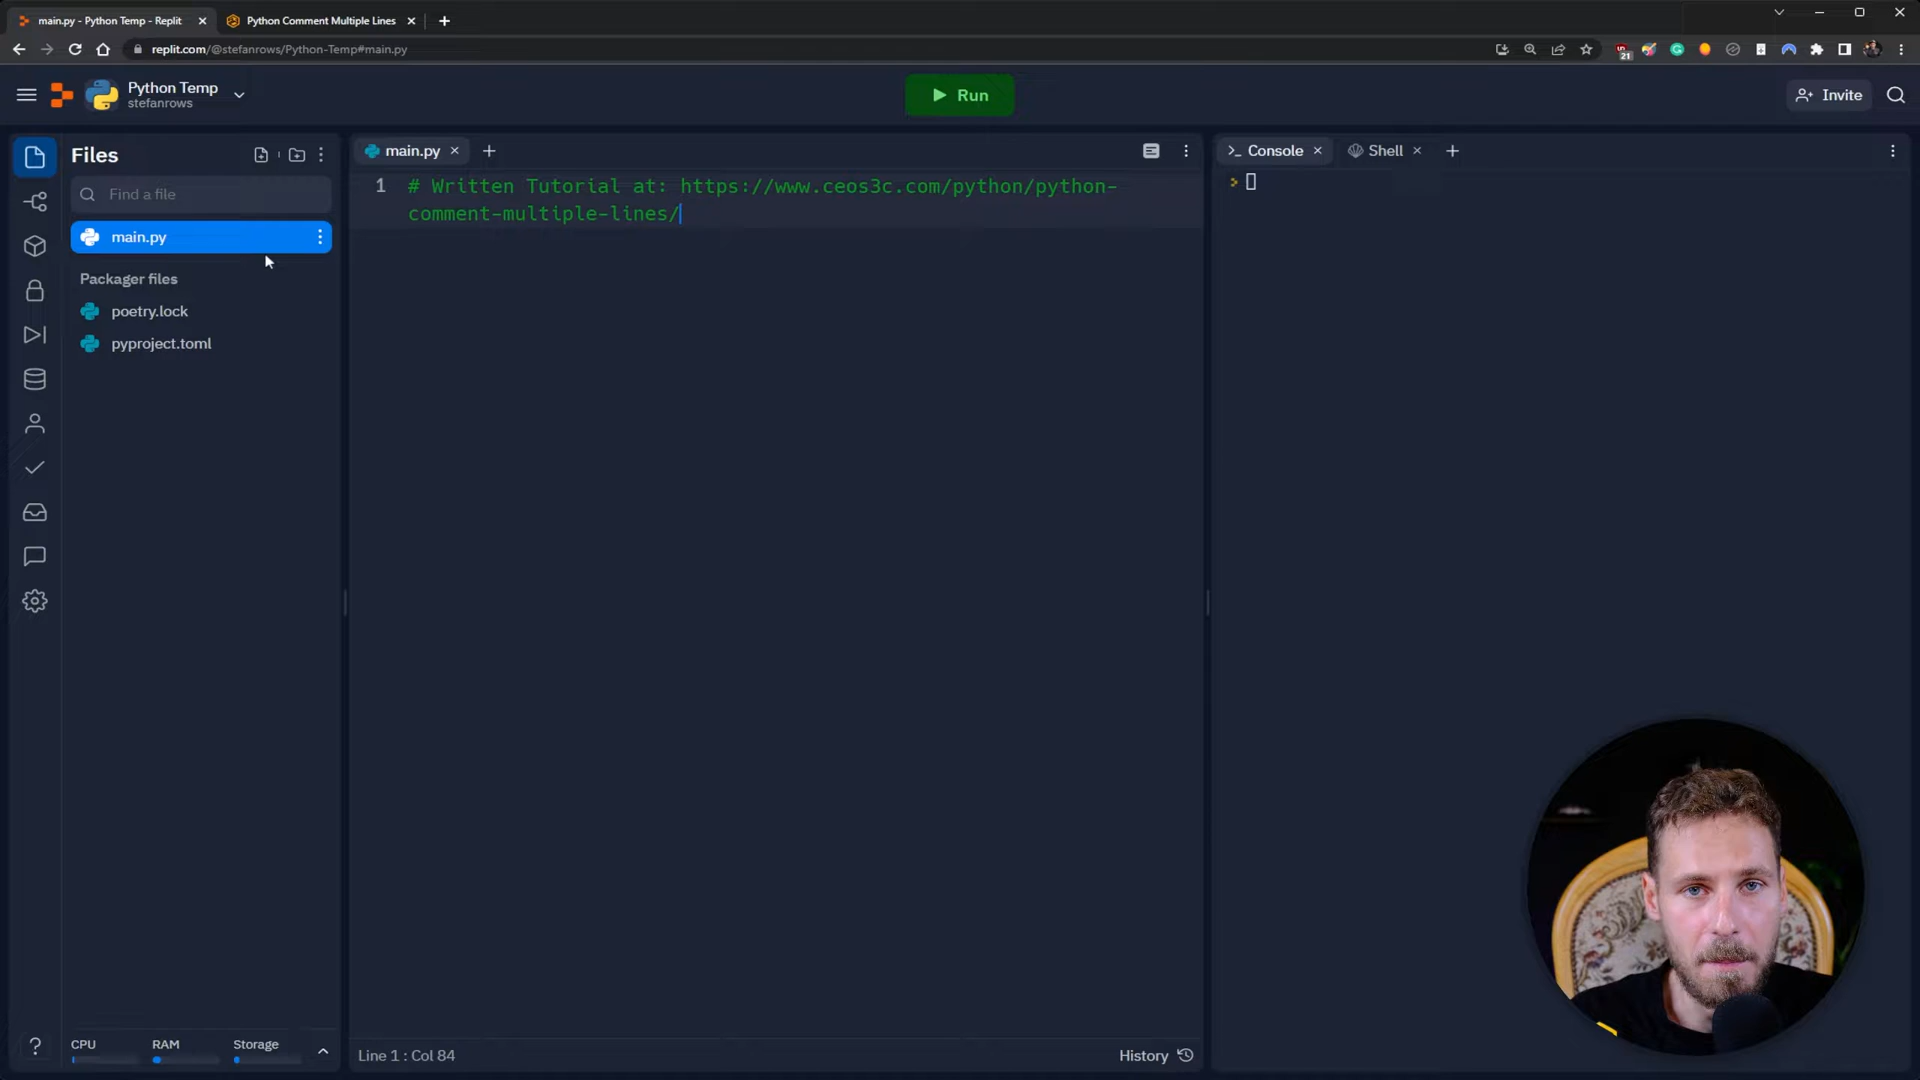 main.py - Python Temp - Replit
Python Comment Multiple Lines
replit.com/@stefanrows/Python-Temp#main.py
21
Python Temp
stefanrows
Run
Invite
Files
Find a file
main.py
Packager files
poetry.lock
pyproject.toml
main.py
1 # Written Tutorial at: https://www.ceos3c.com/python/python-
comment-multiple-lines/
Console
Shell
CPU
RAM
Storage
Line 1 : Col 84
History